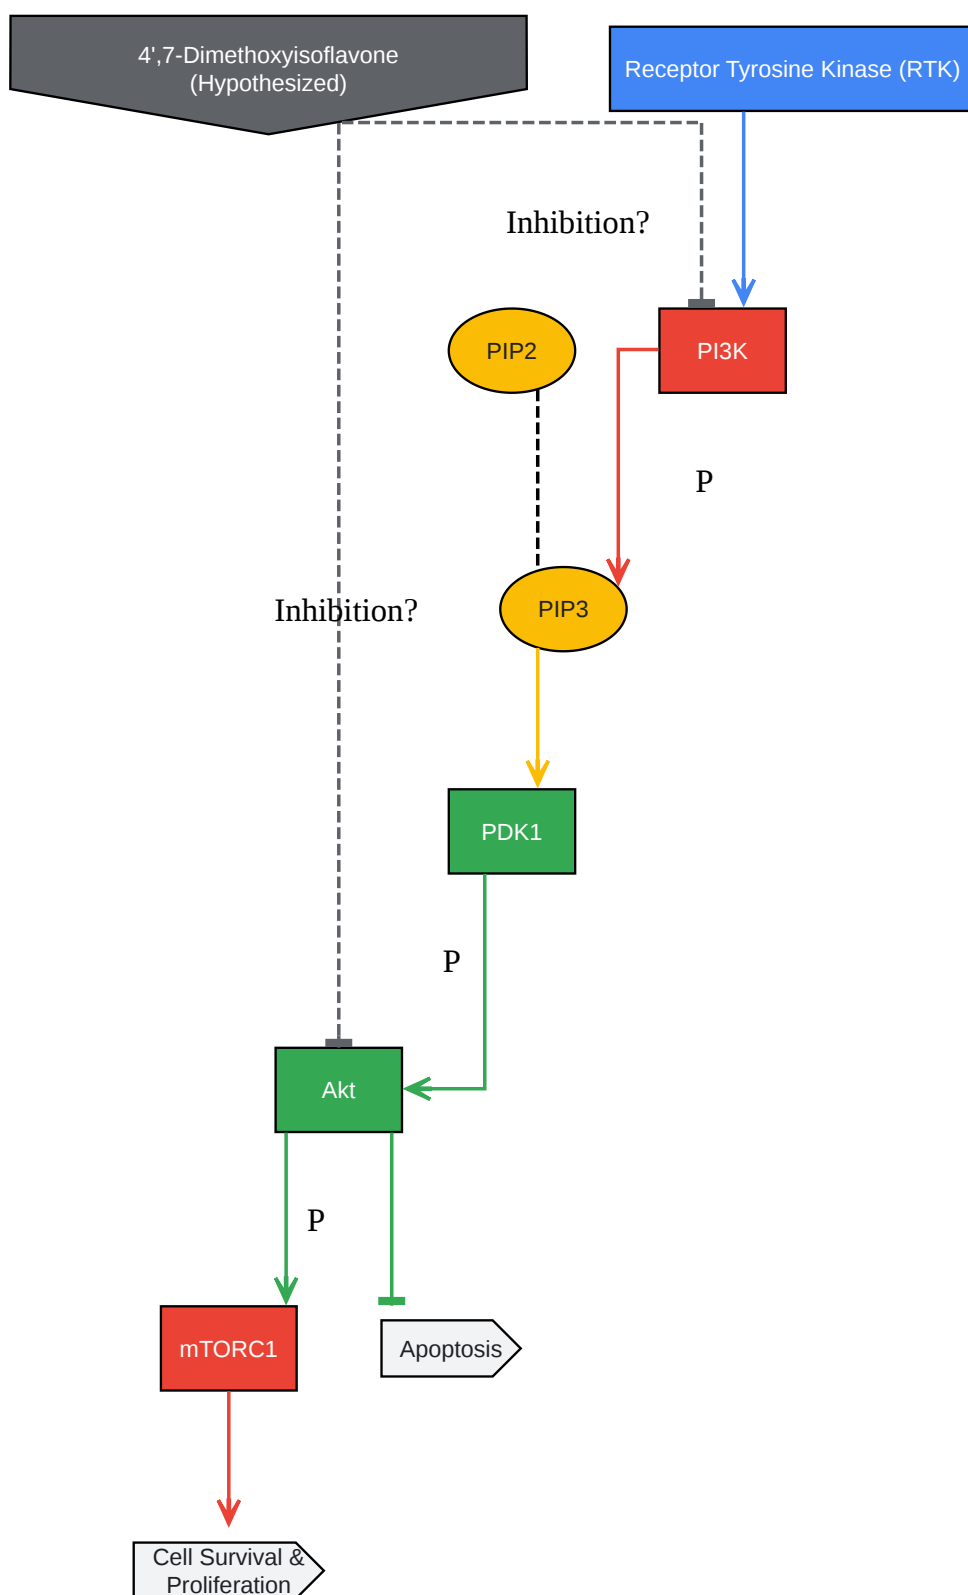 4',7-Dimethoxyisoflavone
(Hypothesized)
Receptor Tyrosine Kinase (RTK)
Inhibition?
PIP2
PI3K
P
Inhibition?
PIP3
PDK1
P
Akt
P
mTORC1
Apoptosis
Cell Survival &
Proliferation